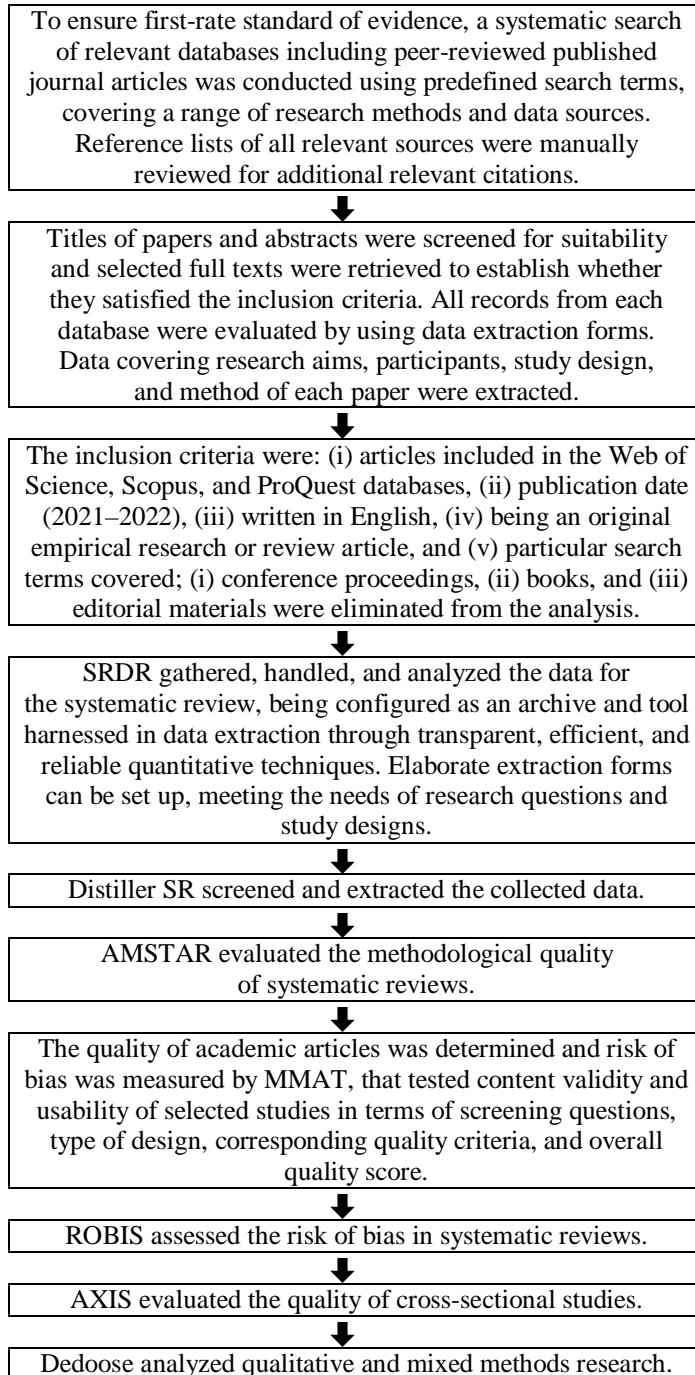 To ensure first-rate standard of evidence, a systematic search
of relevant databases including peer-reviewed published
journal articles was conducted using predefined search terms,
covering a range of research methods and data sources.
Reference lists of all relevant sources were manually
reviewed for additional relevant citations.
Titles of papers and abstracts were screened for suitability
and selected full texts were retrieved to establish whether
they satisfied the inclusion criteria. All records from each
database were evaluated by using data extraction forms.
Data covering research aims, participants, study design,
and method of each paper were extracted.
The inclusion criteria were: (i) articles included in the Web of
Science, Scopus, and ProQuest databases, (ii) publication date
(2021–2022), (iii) written in English, (iv) being an original
empirical research or review article, and (v) particular search
terms covered; (i) conference proceedings, (ii) books, and (iii)
editorial materials were eliminated from the analysis.
SRDR gathered, handled, and analyzed the data for
the systematic review, being configured as an archive and tool
harnessed in data extraction through transparent, efficient, and
reliable quantitative techniques. Elaborate extraction forms
can be set up, meeting the needs of research questions and
study designs.
Distiller SR screened and extracted the collected data.
AMSTAR evaluated the methodological quality
of systematic reviews.
The quality of academic articles was determined and risk of
bias was measured by MMAT, that tested content validity and
usability of selected studies in terms of screening questions,
type of design, corresponding quality criteria, and overall
quality score.
ROBIS assessed the risk of bias in systematic reviews.
AXIS evaluated the quality of cross-sectional studies.
Dedoose analyzed qualitative and mixed methods research.